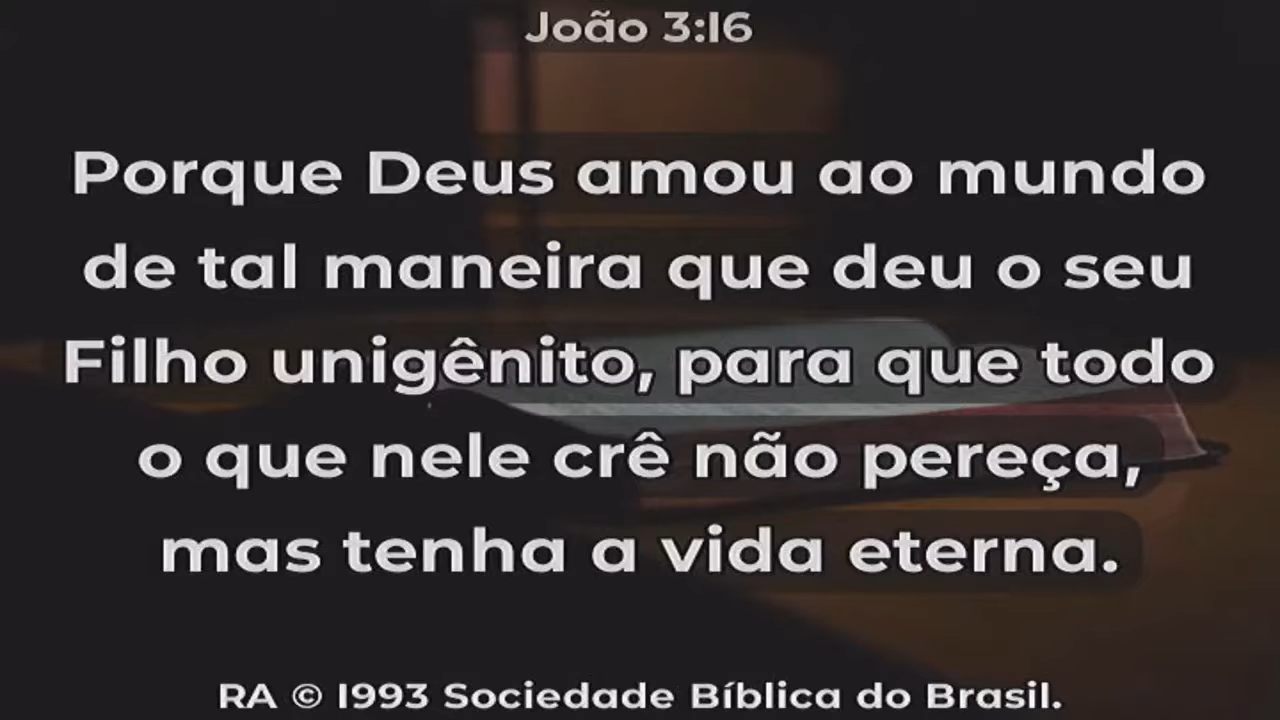 João 3:16
Porque Deus amou ao mundo
de tal maneira que deu o seu
Filho unigênito, para que todo
o que nele crê não pereça,
mas tenha a vida eterna.
RA © 1993 Sociedade Bíblica do Brasil.